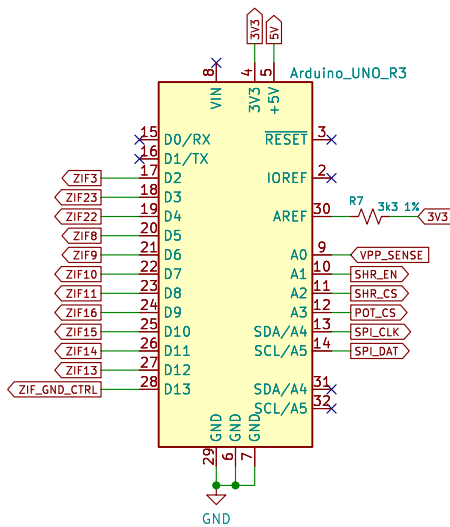 3V3
5V
8
4
5
Arduino_UNO_R3
VIN
3V3
+5V
15
D0/RX
RESET
3
16
D1/TX
ZIF3
17
D2
IOREF
2
ZIF23
18
D3
R7
3k3 1%
ZIF22
19
D4
AREF
30
3V3
ZIF8
20
D5
ZIF9
21
D6
A0
9
VPP_SENSE
ZIF10
22
D7
A1
10
SHR_EN
ZIF11
23
D8
A2
11
SHR_CS
ZIF16
24
D9
A3
12
POT_CS
ZIF15
25
D10
SDA/A4
13
SPI_CLK
ZIF14
26
D11
SCL/A5
14
SPI_DAT
ZIF13
27
D12
ZIF_GND_CTRL
28
D13
SDA/A4
31
SCL/A5
32
GND
GND
GND
29
6
7
GND